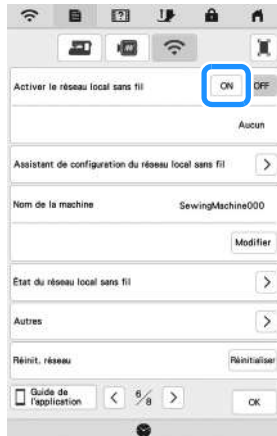 Activer le réseau local sans fil ON OFF
Aucun
Assistant de configuration du réseau local sans fil >
Nom de la machine SewingMachine000
Modifier
État du réseau local sans fil >
Autres >
Réinit. réseau Réinitialiser
Guide de l'application < 6/8 > OK